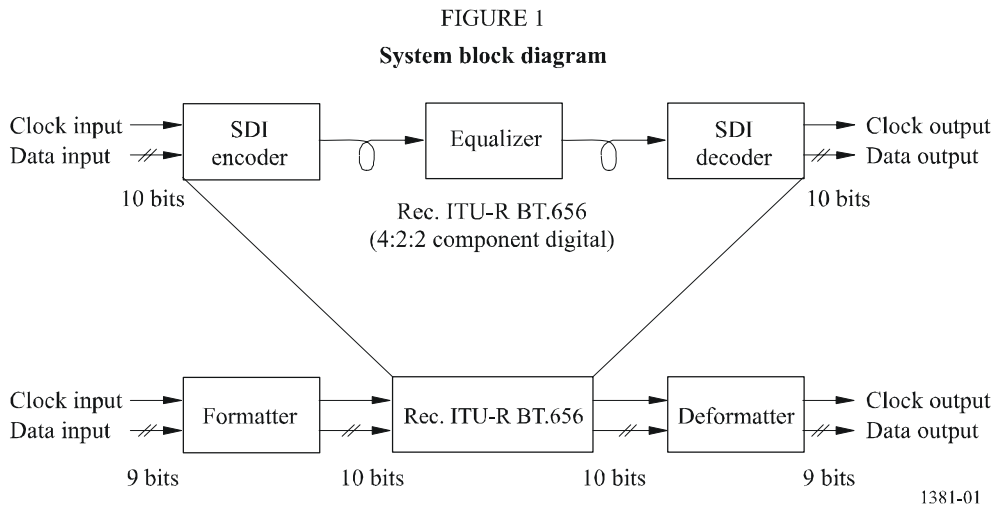 FIGURE 1
System block diagram
Clock input
Data input
10 bits
SDI
encoder
Equalizer
SDI
decoder
Clock output
Data output
10 bits
Rec. ITU-R BT.656
(4:2:2 component digital)
Clock input
Data input
9 bits
Formatter
10 bits
Rec. ITU-R BT.656
10 bits
Deformatter
Clock output
Data output
9 bits
1381-01